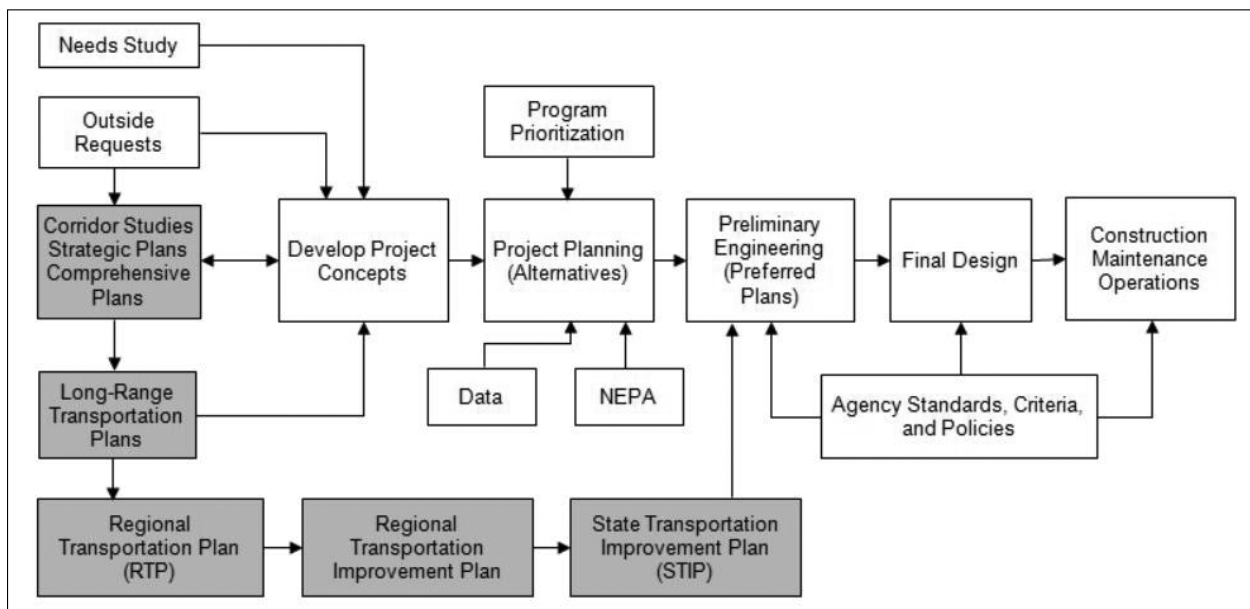 Needs Study
Outside
Requests
Program
Prioritization
Corridor Studies
Strategic Plans
Comprehensive
Plans
Develop Project
Concepts
Project Planning
(Alternatives)
Preliminary
Engineering
(Preferred
Plans)
Final Design
Construction
Maintenance
Operations
Long-Range
Transportation
Plans
Data
NEPA
Agency Standards, Criteria,
and Policies
Regional
Transportation Plan
(RTP)
Regional
Transportation
Improvement Plan
State Transportation
Improvement Plan
(STIP)